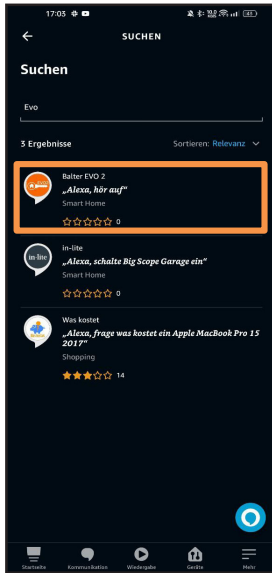 17:03
SUCHEN
Suchen
Evo
3 Ergebnisse
Sortieren: Relevanz
Balter EVO 2
„Alexa, hör auf“
Smart Home
0
in-lite
in-lite
„Alexa, schalte Big Scope Garage ein“
Smart Home
0
Was kostet
„Alexa, frage was kostet ein Apple MacBook Pro 15
2017“
Shopping
14
Startseite
Kommunikation
Wiedergabe
Geräte
Mehr